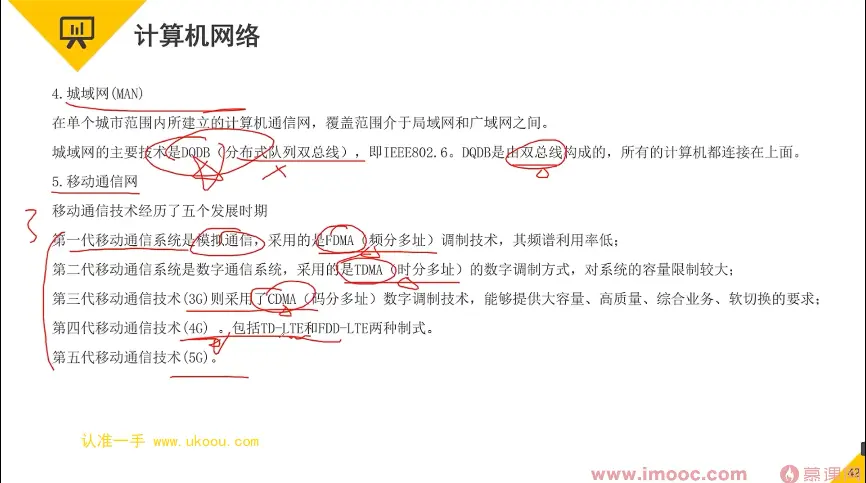 计算机网络
4.城域网(MAN)
在单个城市范围内所建立的计算机通信网，覆盖范围介于局域网和广域网之间。
城域网的主要技术是DQDB（分布式队列双总线），即IEEE802.6。DQDB是由双总线构成的，所有的计算机都连接在上面。
5.移动通信网
移动通信技术经历了五个发展时期
第一代移动通信系统是模拟通信，采用的是FDMA（频分多址）调制技术，其频谱利用率低；
第二代移动通信系统是数字通信系统，采用的是TDMA（时分多址）的数字调制方式，对系统的容量限制较大；
第三代移动通信技术(3G)则采用了CDMA（码分多址）数字调制技术，能够提供大容量、高质量、综合业务、软切换的要求；
第四代移动通信技术(4G) 。包括TD-LTE和FDD-LTE两种制式。
第五代移动通信技术(5G)。
认准一手 www.ukoou.com
www.imooc.com 慕课
42